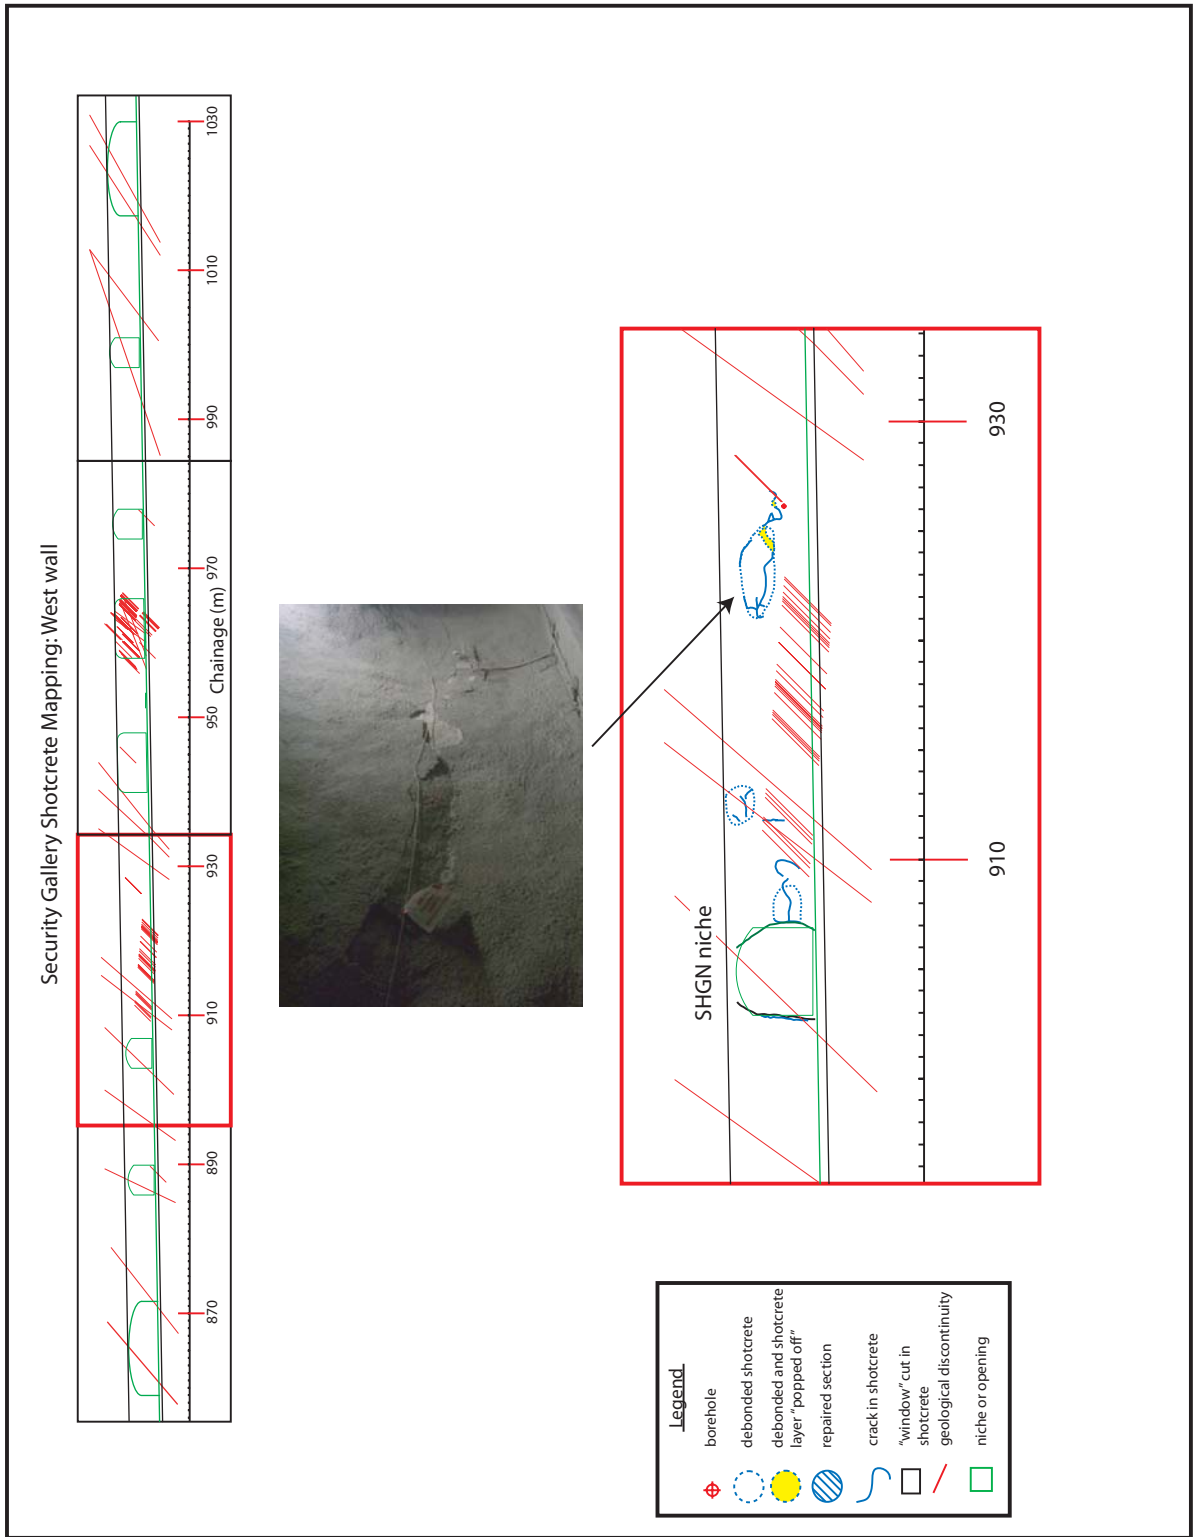 Security Gallery Shotcrete Mapping: West wall
870
890
910
930
950
970
990
1010
1030
Chainage (m)
SHGN niche
910
930
Legend
borehole
debonded shotcrete
debonded and shotcrete
layer "popped off"
repaired section
crack in shotcrete
"window" cut in
shotcrete
geological discontinuity
niche or opening